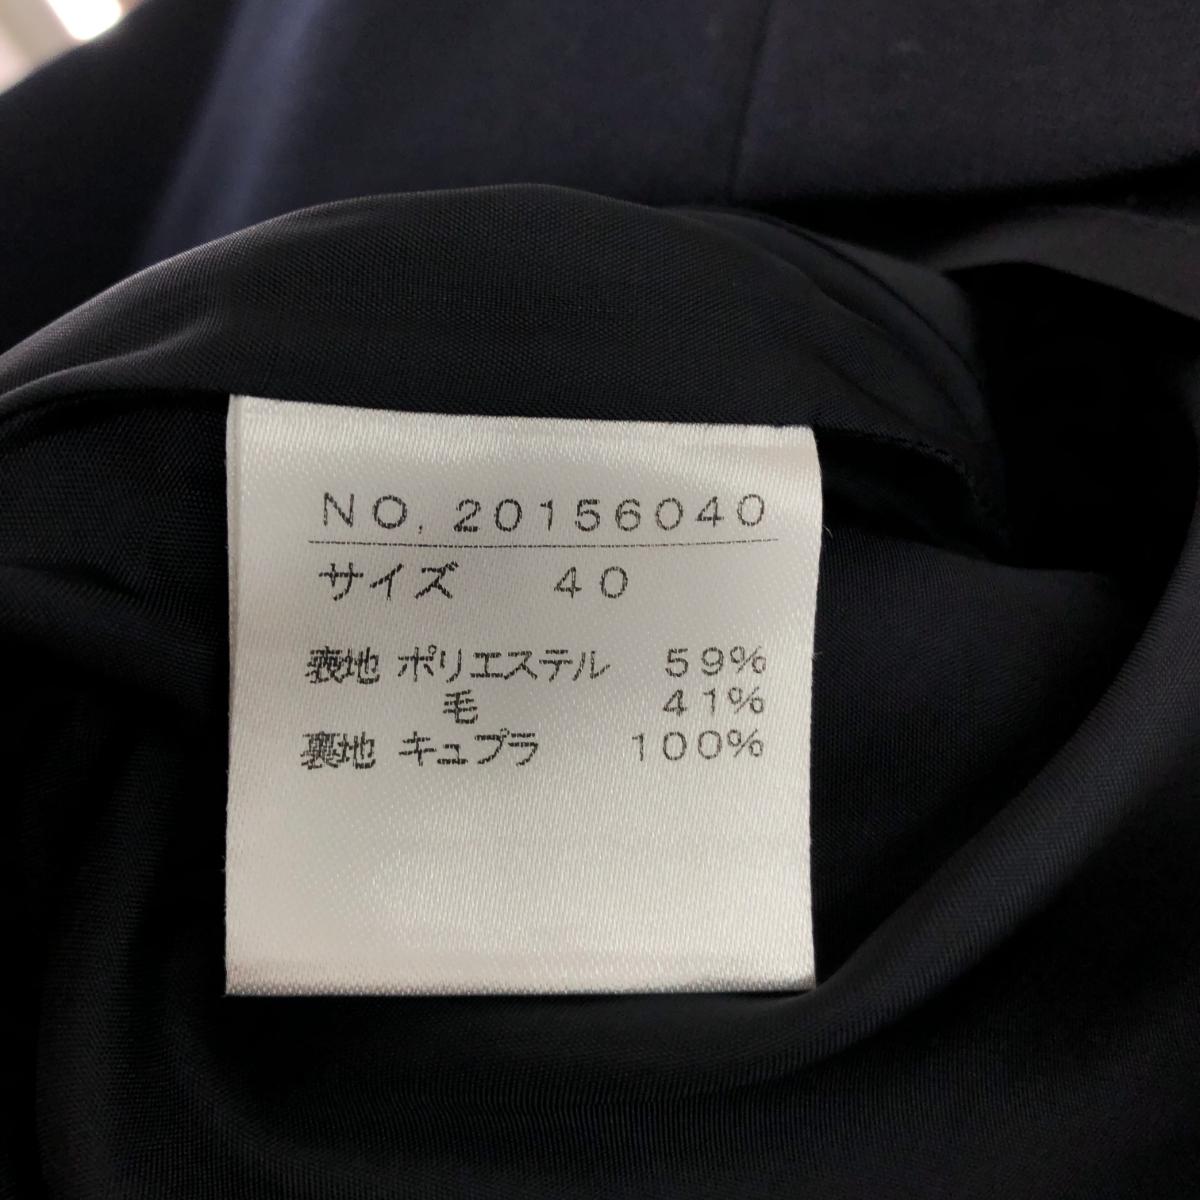 NO. 20156040
サイズ 40
表地 ポリエステル 59%
毛 41%
裏地 キュプラ 100%